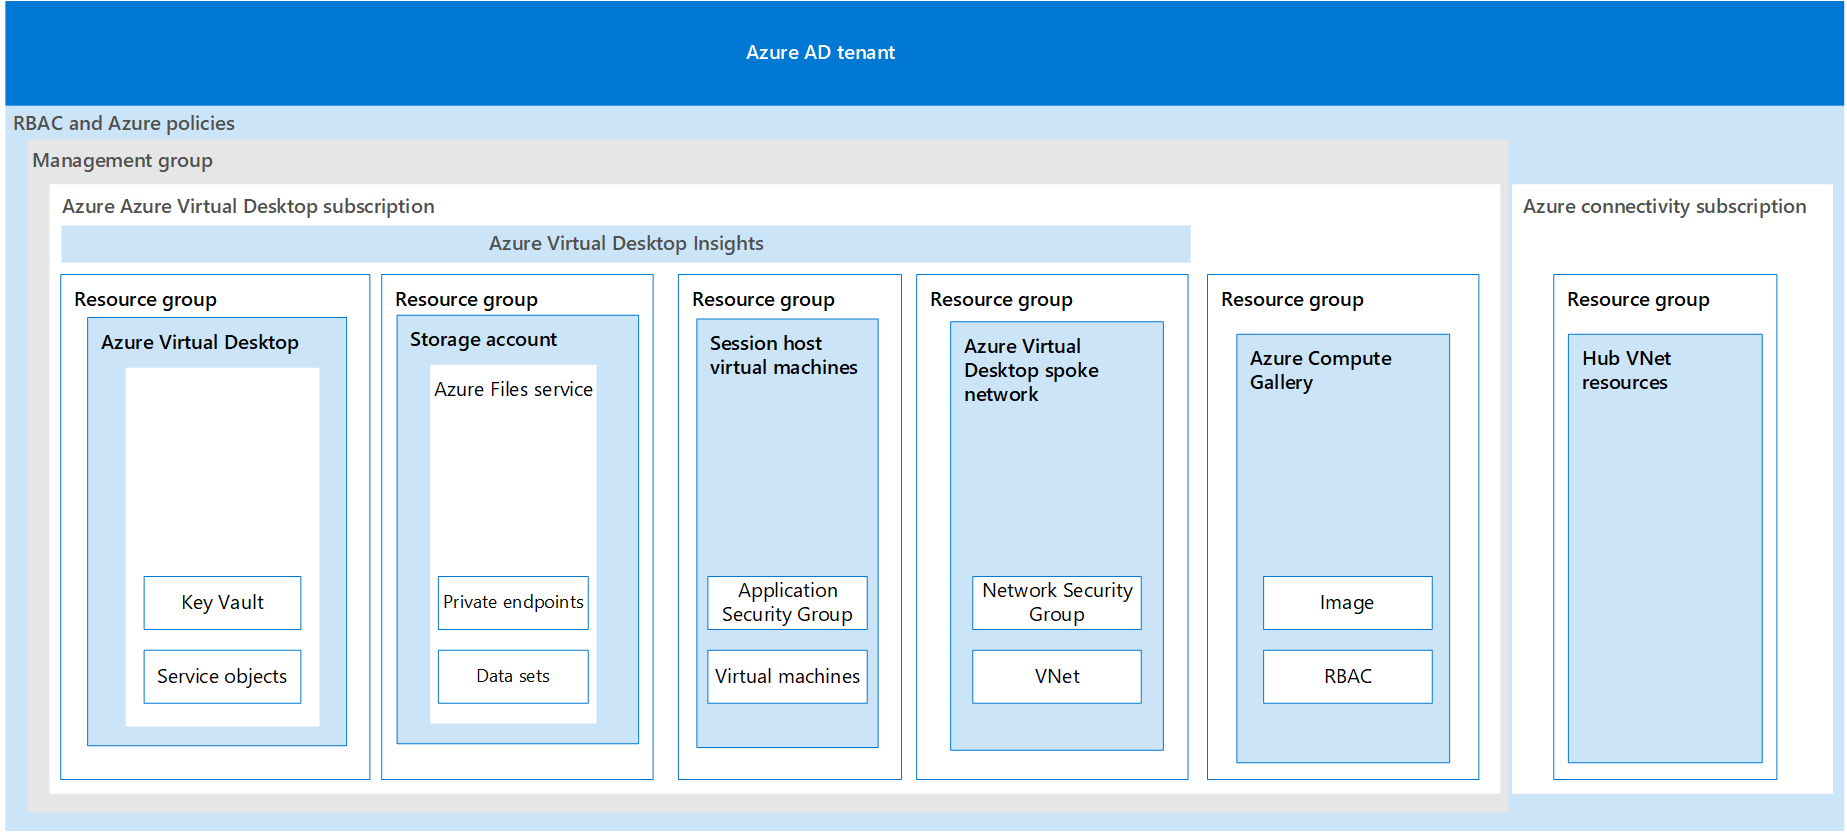 Azure AD tenant
RBAC and Azure policies
Management group
Azure Azure Virtual Desktop subscription
Azure Virtual Desktop Insights
Resource group
Azure Virtual Desktop
Key Vault
Service objects
Resource group
Storage account
Azure Files service
Private endpoints
Data sets
Resource group
Session host
virtual machines
Application
Security Group
Virtual machines
Resource group
Azure Virtual
Desktop spoke
network
Network Security
Group
VNet
Resource group
Azure Compute
Gallery
Image
RBAC
Azure connectivity subscription
Resource group
Hub VNet
resources